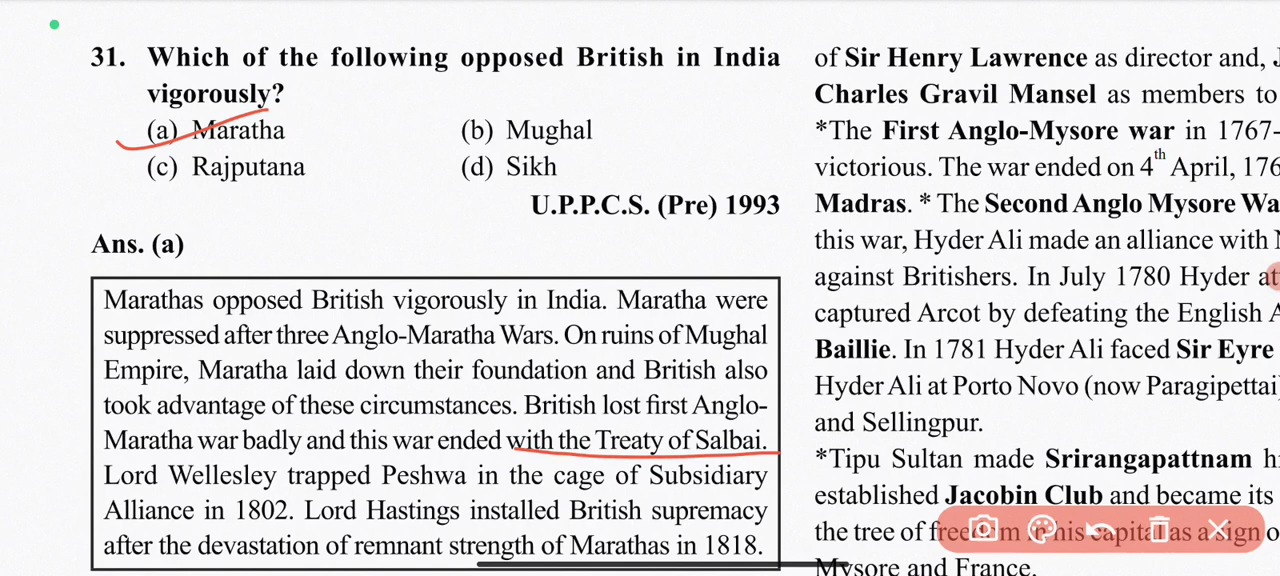 31. Which of the following opposed British in India
vigorously?
(a) Maratha (b) Mughal
(c) Rajputana (d) Sikh
U.P.P.C.S. (Pre) 1993
Ans. (a)
Marathas opposed British vigorously in India. Maratha were
suppressed after three Anglo-Maratha Wars. On ruins of Mughal
Empire, Maratha laid down their foundation and British also
took advantage of these circumstances. British lost first Anglo-
Maratha war badly and this war ended with the Treaty of Salbai.
Lord Wellesley trapped Peshwa in the cage of Subsidiary
Alliance in 1802. Lord Hastings installed British supremacy
after the devastation of remnant strength of Marathas in 1818.
of Sir Henry Lawrence as director and,
Charles Gravil Mansel as members to
*The First Anglo-Mysore war in 1767-
victorious. The war ended on 4th April, 176
Madras. * The Second Anglo Mysore Wa
this war, Hyder Ali made an alliance with
against Britishers. In July 1780 Hyder at
captured Arcot by defeating the English A
Baillie. In 1781 Hyder Ali faced Sir Eyre
Hyder Ali at Porto Novo (now Paragipettai
and Sellingpur.
*Tipu Sultan made Srirangapattnam hi
established Jacobin Club and became its
the tree of freedom in his capital as a sign o
Mysore and France.